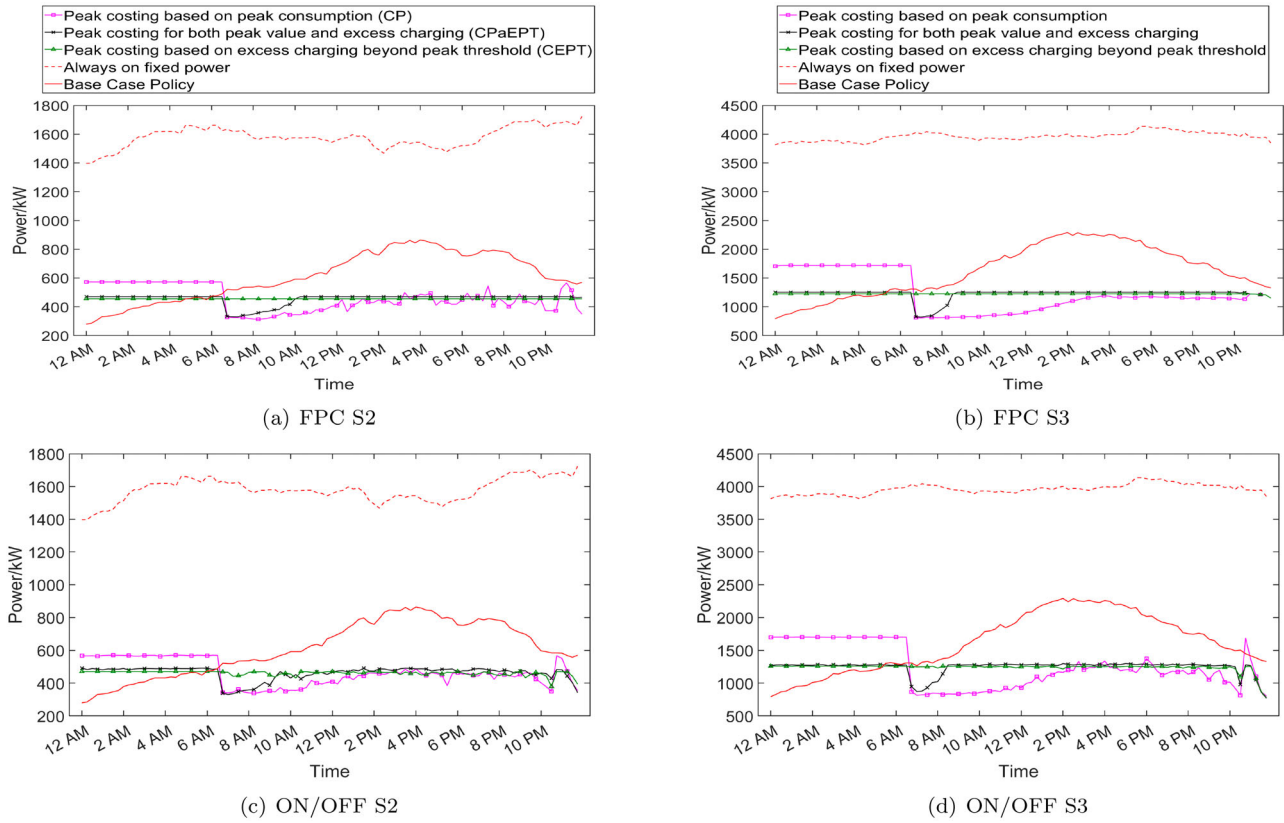 Peak costing based on peak consumption (CP)
Peak costing for both peak value and excess charging (CPaEPT)
Peak costing based on excess charging beyond peak threshold (CEPT)
Always on fixed power
Base Case Policy
1800
1600
1400
1200
1000
800
600
400
200
Power/kW
12 AM
2 AM
4 AM
6 AM
8 AM
10 AM
12 PM
2 PM
4 PM
6 PM
8 PM
10 PM
Time
(a) FPC S2
Peak costing based on peak consumption
Peak costing for both peak value and excess charging
Peak costing based on excess charging beyond peak threshold
Always on fixed power
Base Case Policy
4500
4000
3500
3000
2500
2000
1500
1000
500
Power/kW
12 AM
2 AM
4 AM
6 AM
8 AM
10 AM
12 PM
2 PM
4 PM
6 PM
8 PM
10 PM
Time
(b) FPC S3
1800
1600
1400
1200
1000
800
600
400
200
Power/kW
12 AM
2 AM
4 AM
6 AM
8 AM
10 AM
12 PM
2 PM
4 PM
6 PM
8 PM
10 PM
Time
(c) ON/OFF S2
4500
4000
3500
3000
2500
2000
1500
1000
500
Power/kW
12 AM
2 AM
4 AM
6 AM
8 AM
10 AM
12 PM
2 PM
4 PM
6 PM
8 PM
10 PM
Time
(d) ON/OFF S3